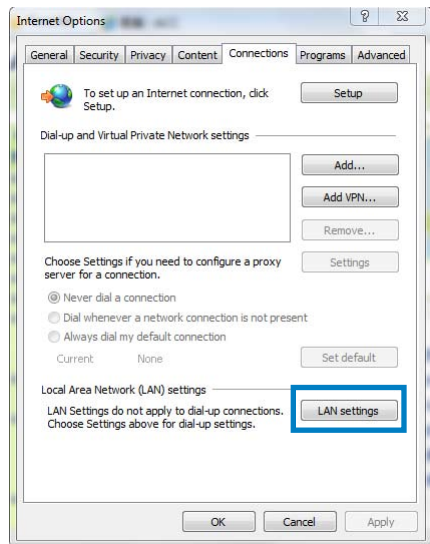 Internet Options
General Security Privacy Content Connections Programs Advanced
To set up an Internet connection, click
Setup.
Setup
Dial-up and Virtual Private Network settings
Add...
Add VPN...
Remove...
Choose Settings if you need to configure a proxy
server for a connection.
Settings
Never dial a connection
Dial whenever a network connection is not present
Always dial my default connection
Current None
Set default
Local Area Network (LAN) settings
LAN Settings do not apply to dial-up connections.
Choose Settings above for dial-up settings.
LAN settings
OK Cancel Apply